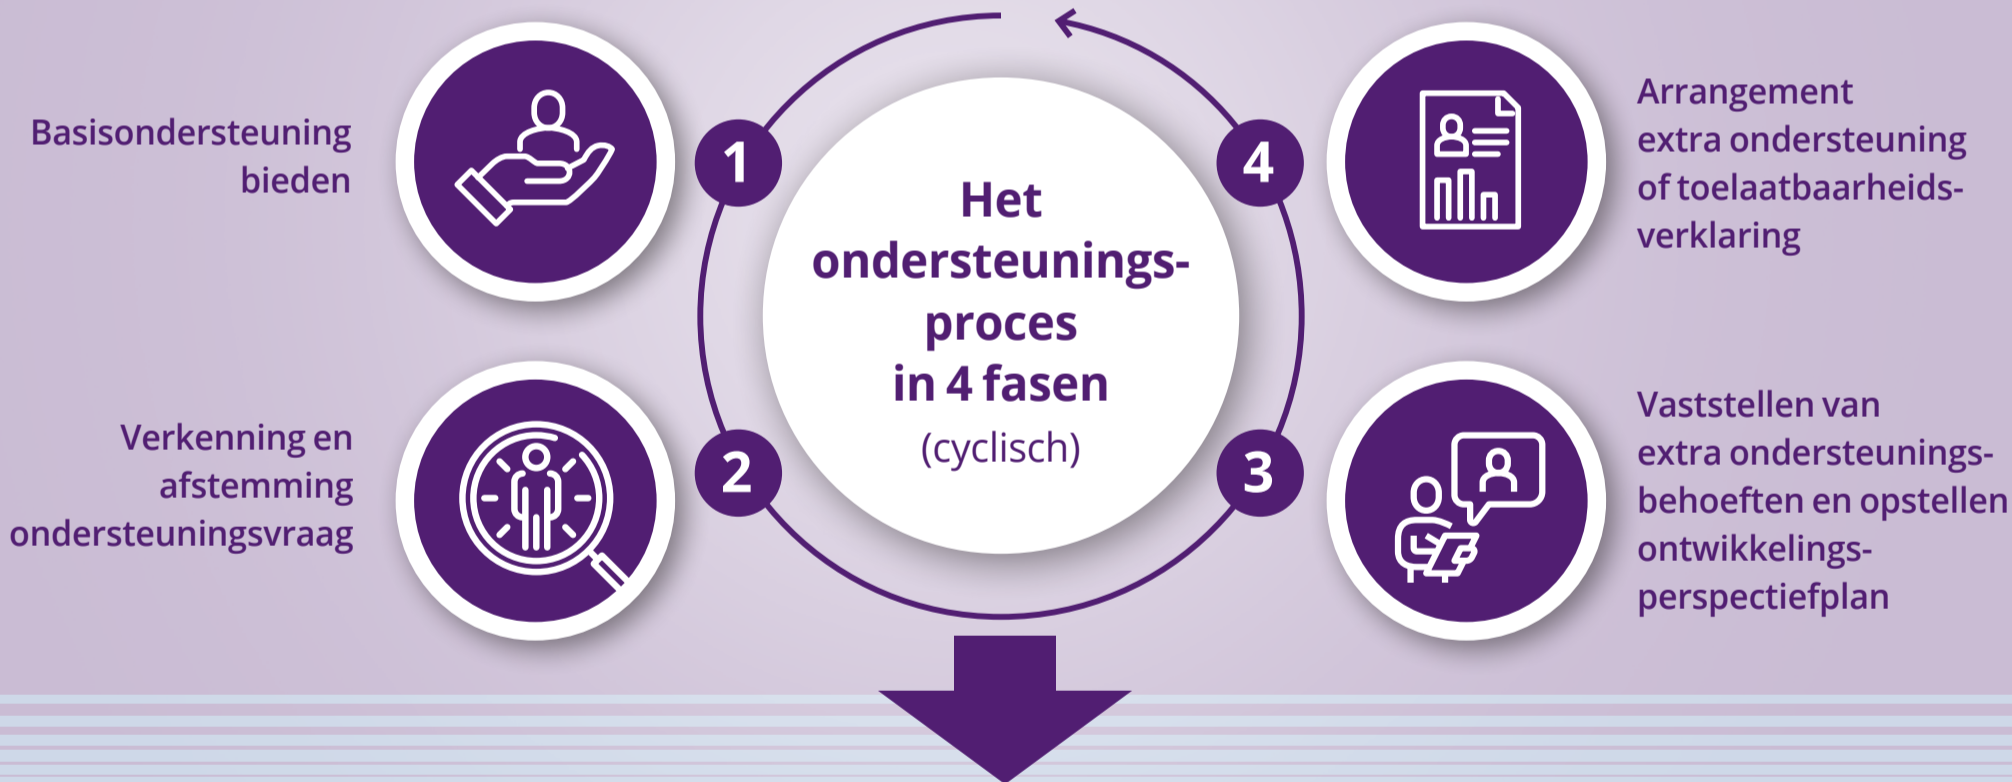 Het
ondersteunings-
proces
in 4 fasen
(cyclisch)
1
Basisondersteuning
bieden
2
Verkenning en
afstemming
ondersteuningsvraag
3
Vaststellen van
extra ondersteunings-
behoeften en opstellen
ontwikkelings-
perspectiefplan
4
Arrangement
extra ondersteuning
of toelaatbaarheids-
verklaring